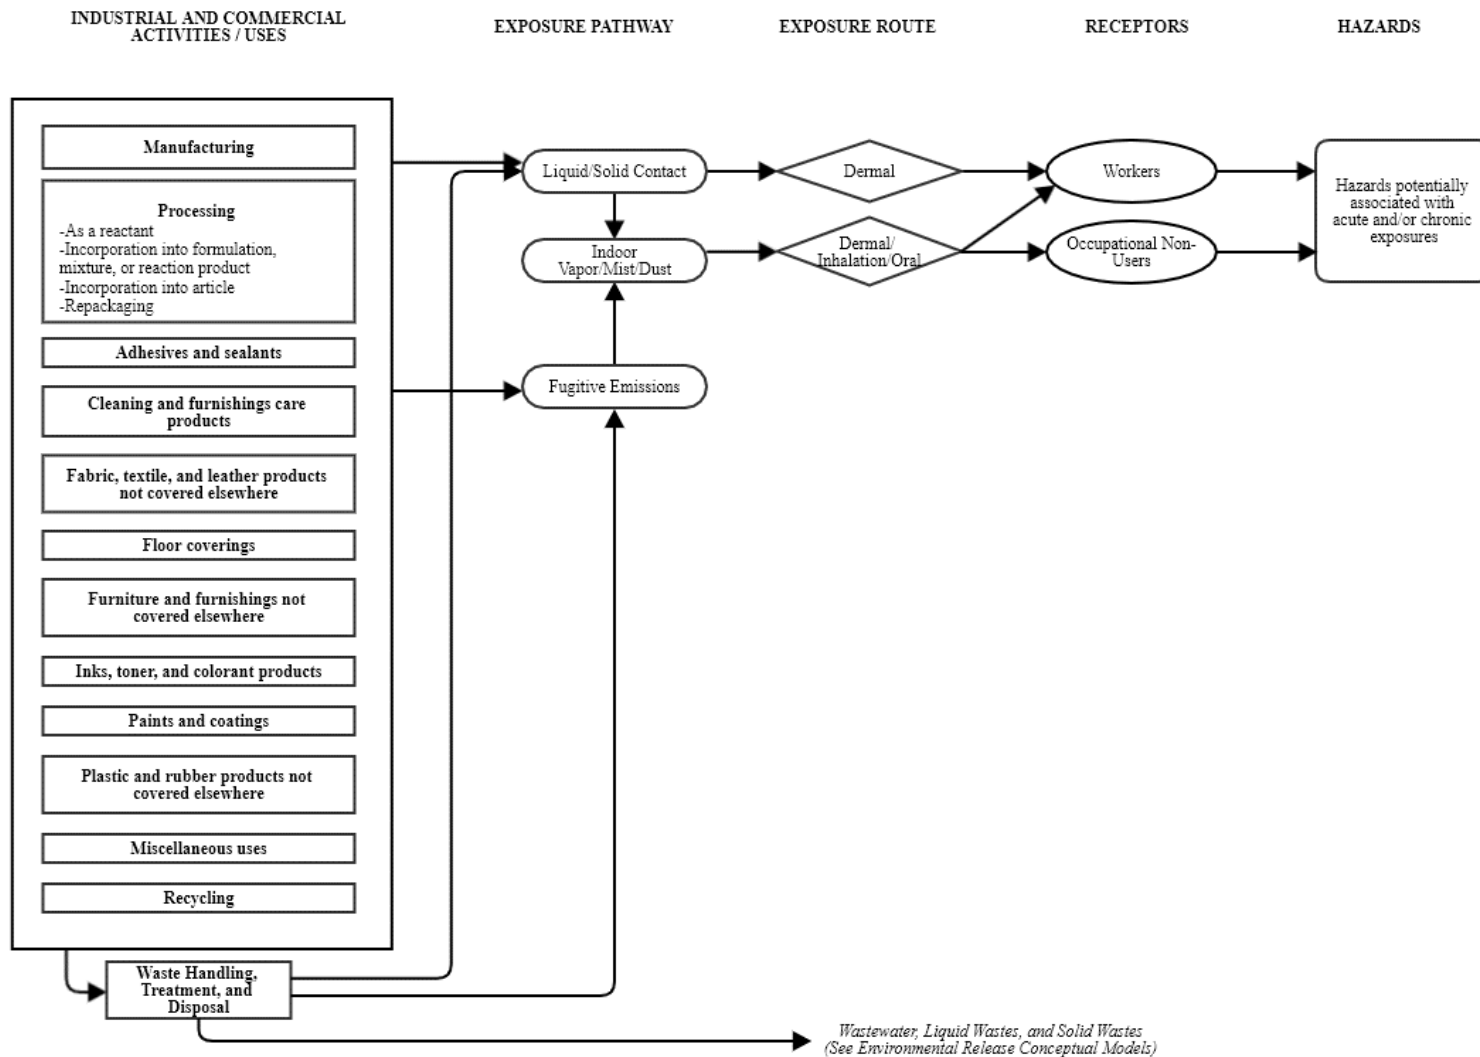 INDUSTRIAL AND COMMERCIAL
ACTIVITIES / USES
EXPOSURE PATHWAY
EXPOSURE ROUTE
RECEPTORS
HAZARDS
Manufacturing
Processing
-As a reactant
-Incorporation into formulation,
mixture, or reaction product
-Incorporation into article
-Repackaging
Adhesives and sealants
Cleaning and furnishings care
products
Fabric, textile, and leather products
not covered elsewhere
Floor coverings
Furniture and furnishings not
covered elsewhere
Inks, toner, and colorant products
Paints and coatings
Plastic and rubber products not
covered elsewhere
Miscellaneous uses
Recycling
Waste Handling,
Treatment, and
Disposal
Liquid/Solid Contact
Indoor
Vapor/Mist/Dust
Fugitive Emissions
Dermal
Dermal/
Inhalation/Oral
Workers
Occupational Non-
Users
Hazards potentially
associated with
acute and/or chronic
exposures
Wastewater, Liquid Wastes, and Solid Wastes
(See Environmental Release Conceptual Models)